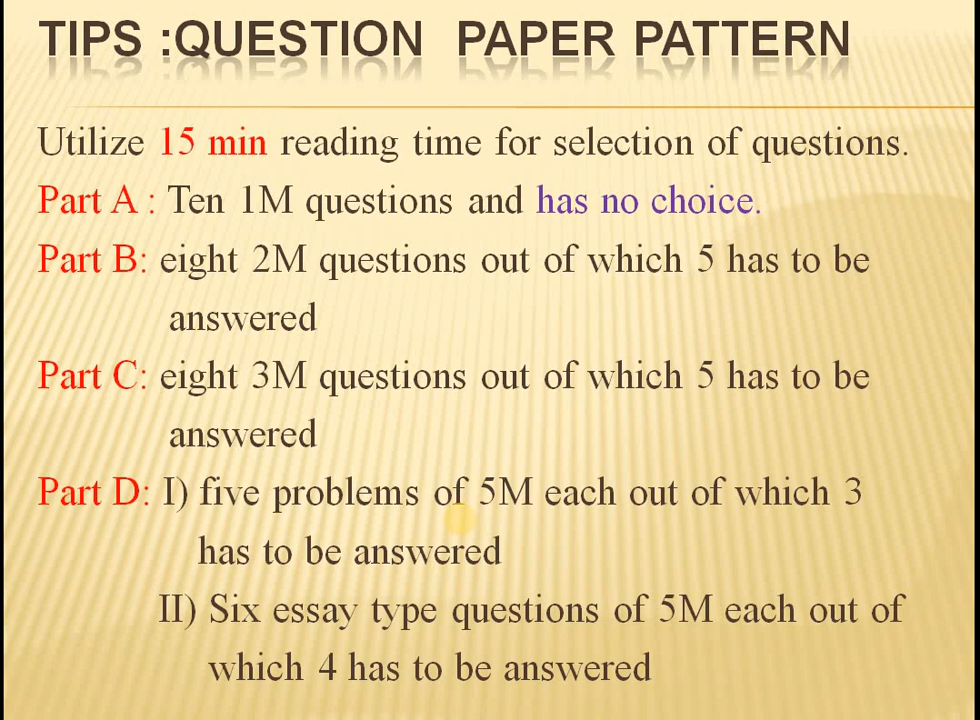 TIPS :QUESTION PAPER PATTERN
Utilize 15 min reading time for selection of questions.
Part A : Ten 1M questions and has no choice.
Part B: eight 2M questions out of which 5 has to be
answered
Part C: eight 3M questions out of which 5 has to be
answered
Part D: I) five problems of 5M each out of which 3
has to be answered
II) Six essay type questions of 5M each out of
which 4 has to be answered